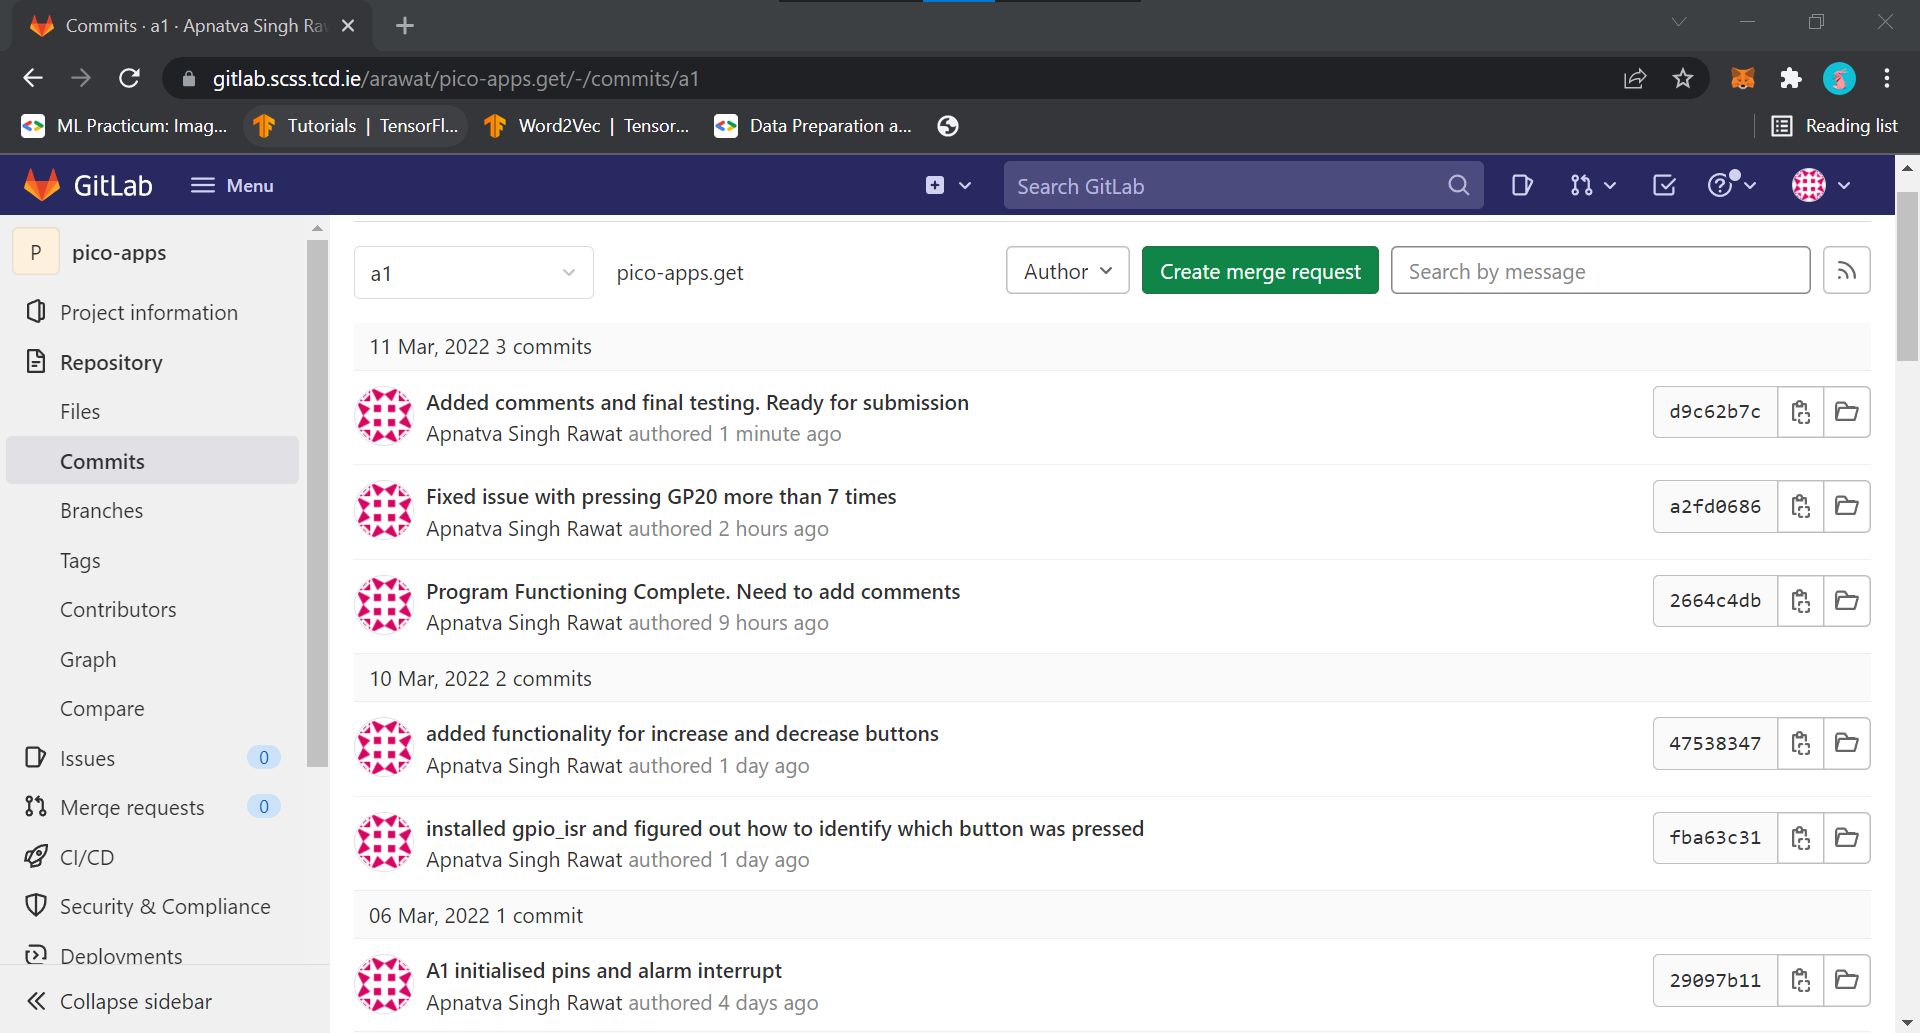 Commits · a1 · Apnatva Singh Ra
gitlab.scss.tcd.ie/arawat/pico-apps.get/-/commits/a1
ML Practicum: Imag...
Tutorials | TensorFl...
Word2Vec | Tensor...
Data Preparation a...
Reading list
GitLab
Menu
Search GitLab
P
pico-apps
Project information
Repository
Files
Commits
Branches
Tags
Contributors
Graph
Compare
Issues 0
Merge requests 0
CI/CD
Security & Compliance
Deployments
Collapse sidebar
a1
pico-apps.get
Author
Create merge request
Search by message
11 Mar, 2022 3 commits
Added comments and final testing. Ready for submission
Apnatva Singh Rawat authored 1 minute ago
d9c62b7c
Fixed issue with pressing GP20 more than 7 times
Apnatva Singh Rawat authored 2 hours ago
a2fd0686
Program Functioning Complete. Need to add comments
Apnatva Singh Rawat authored 9 hours ago
2664c4db
10 Mar, 2022 2 commits
added functionality for increase and decrease buttons
Apnatva Singh Rawat authored 1 day ago
47538347
installed gpio_isr and figured out how to identify which button was pressed
Apnatva Singh Rawat authored 1 day ago
fba63c31
06 Mar, 2022 1 commit
A1 initialised pins and alarm interrupt
Apnatva Singh Rawat authored 4 days ago
29097b11